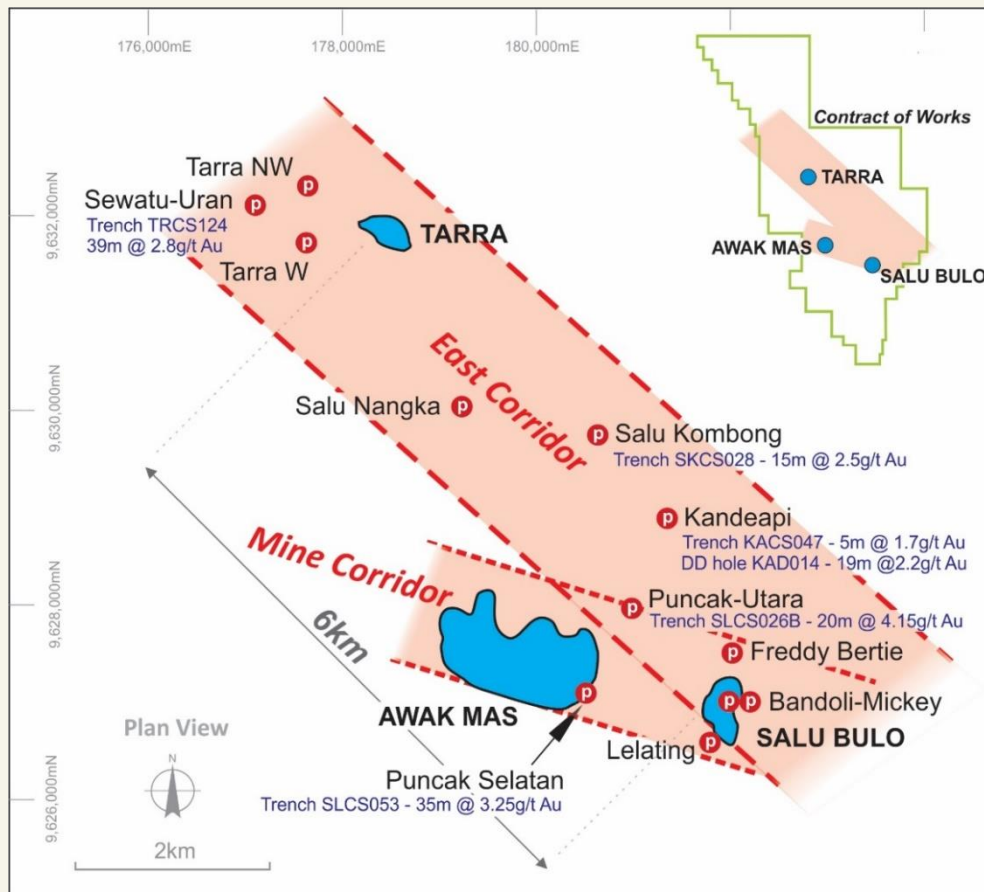 176,000mE
178,000mE
180,000mE
9,632,000mN
9,630,000mN
9,628,000mN
9,626,000mN
Contract of Works
TARRA
AWAK MAS
SALU BULO
Tarra NW
p
Sewatu-Uran
p
Trench TRCS124
39m @ 2.8g/t Au
Tarra W
p
TARRA
East Corridor
Salu Nangka
p
p
Salu Kombong
Trench SKCS028 - 15m @ 2.5g/t Au
p
Kandeapi
Trench KACS047 - 5m @ 1.7g/t Au
DD hole KAD014 - 19m @2.2g/t Au
Mine Corridor
p
Puncak-Utara
Trench SLCS026B - 20m @ 4.15g/t Au
p
Freddy Bertie
6km
p
p p
Bandoli-Mickey
AWAK MAS
SALU BULO
Lelating
p
Puncak Selatan
Trench SLCS053 - 35m @ 3.25g/t Au
Plan View
N
2km